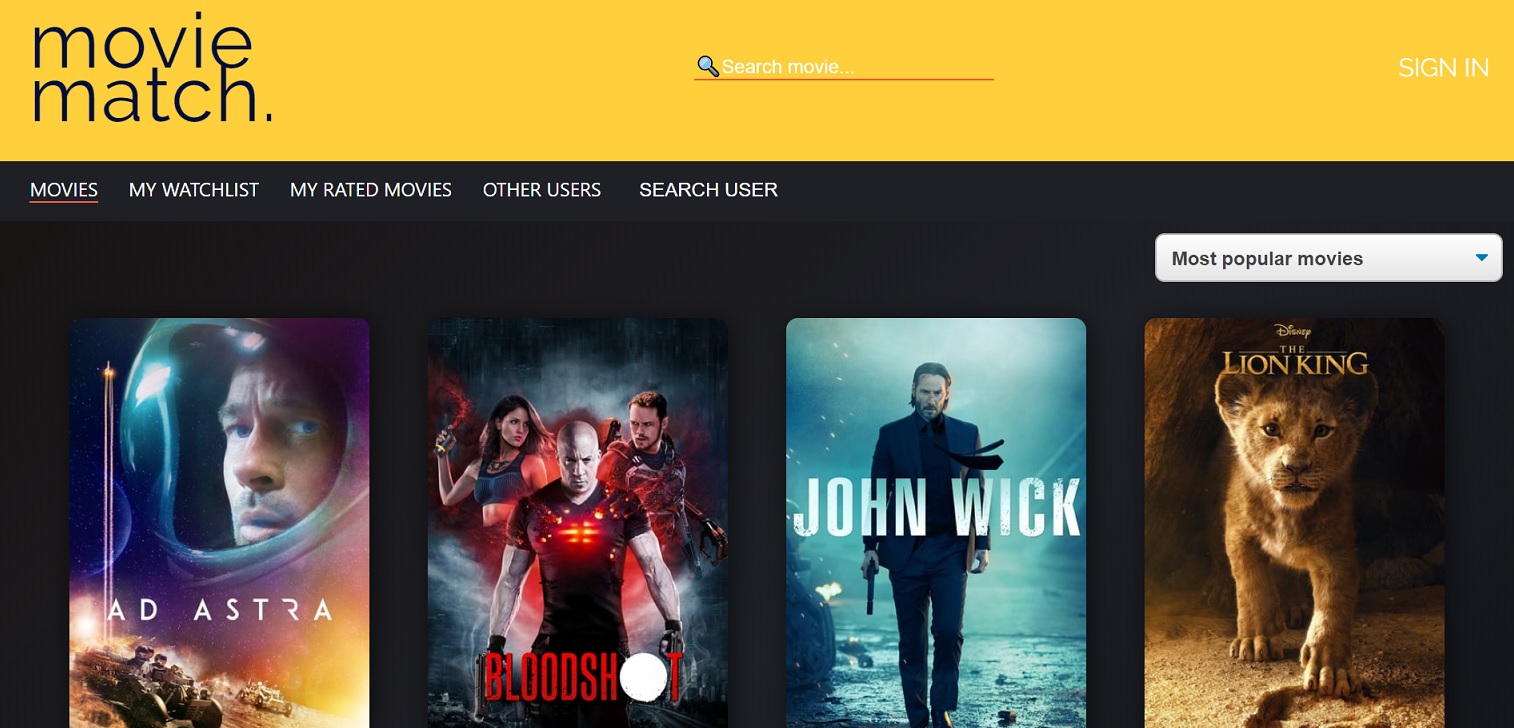 movie
match.
Search movie...
SIGN IN
MOVIES MY WATCHLIST MY RATED MOVIES OTHER USERS SEARCH USER
Most popular movies
AD ASTRA
BLOODSHOT
JOHN WICK
DISNEY
THE
LION KING